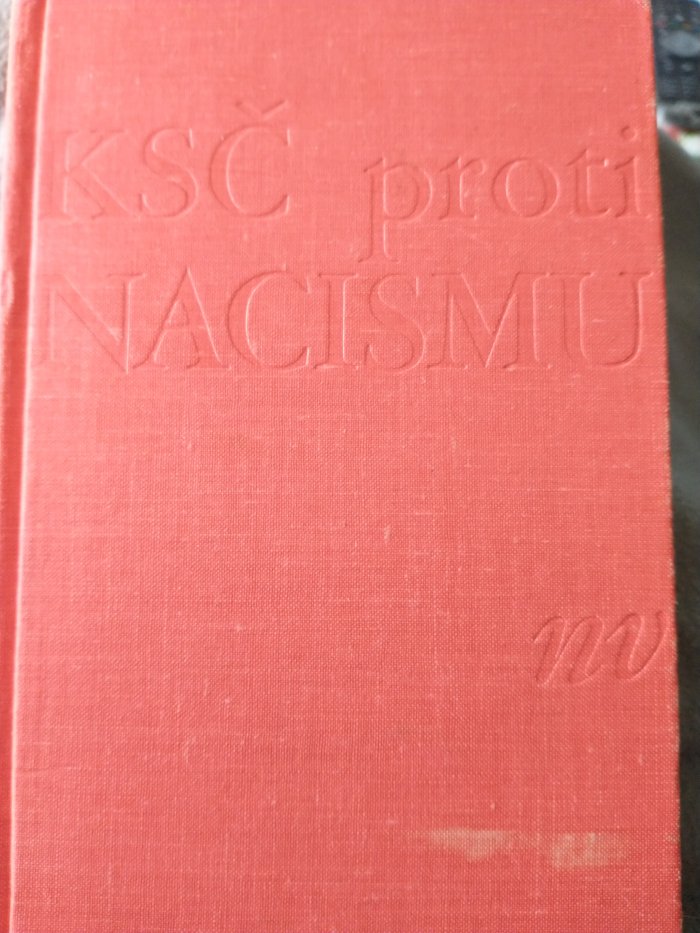 KSČ proti
NACISMU
nv